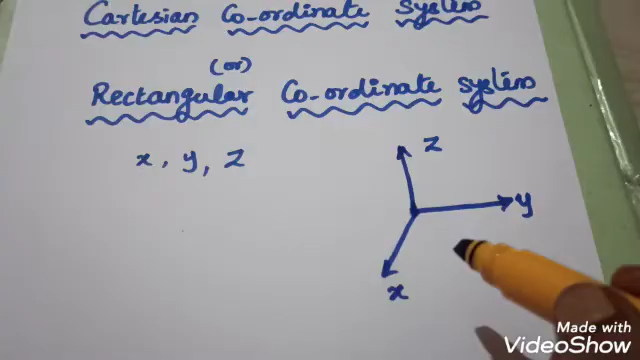 Cartesian Co-ordinate System
(or)
Rectangular Co-ordinate System
x, y, z
z
y
x
Made with
VideoShow